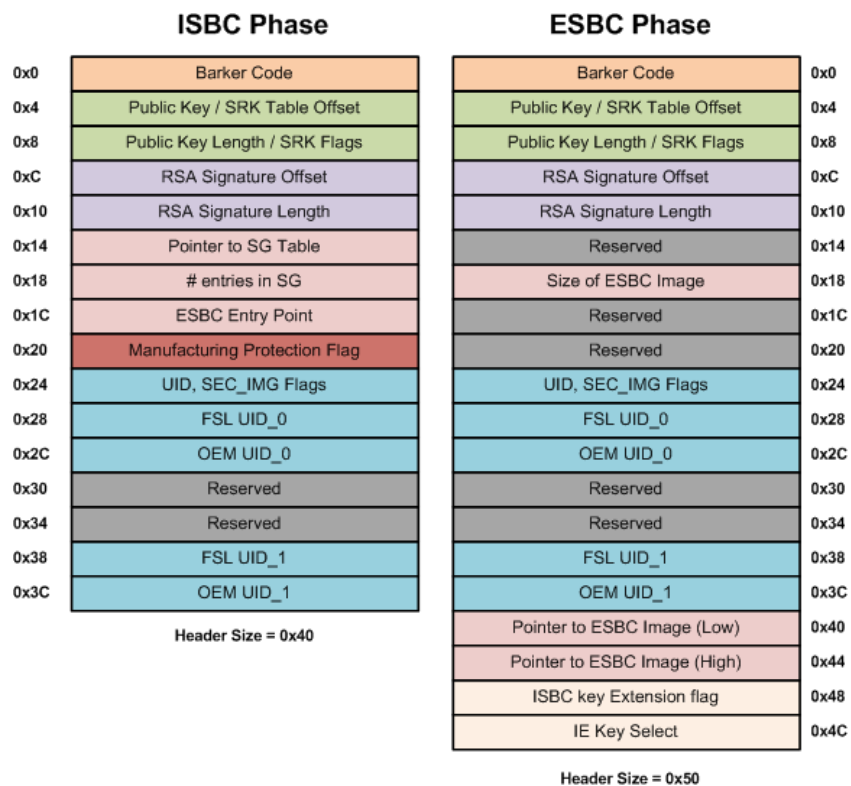 ISBC Phase
ESBC Phase
0x0 Barker Code Barker Code 0x0
0x4 Public Key / SRK Table Offset Public Key / SRK Table Offset 0x4
0x8 Public Key Length / SRK Flags Public Key Length / SRK Flags 0x8
0xC RSA Signature Offset RSA Signature Offset 0xC
0x10 RSA Signature Length RSA Signature Length 0x10
0x14 Pointer to SG Table Reserved 0x14
0x18 # entries in SG Size of ESBC Image 0x18
0x1C ESBC Entry Point Reserved 0x1C
0x20 Manufacturing Protection Flag Reserved 0x20
0x24 UID, SEC_IMG Flags UID, SEC_IMG Flags 0x24
0x28 FSL UID_0 FSL UID_0 0x28
0x2C OEM UID_0 OEM UID_0 0x2C
0x30 Reserved Reserved 0x30
0x34 Reserved Reserved 0x34
0x38 FSL UID_1 FSL UID_1 0x38
0x3C OEM UID_1 OEM UID_1 0x3C
Header Size = 0x40
Pointer to ESBC Image (Low) 0x40
Pointer to ESBC Image (High) 0x44
ISBC key Extension flag 0x48
IE Key Select 0x4C
Header Size = 0x50